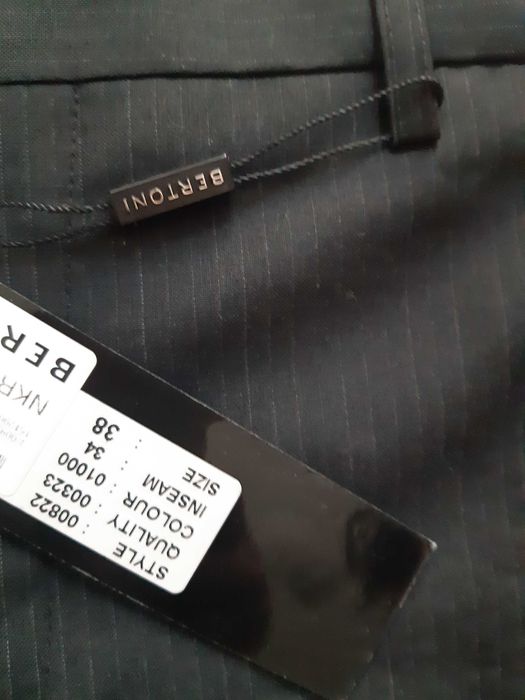 BERTONI
BER
NKR
STYLE : 00822
QUALITY : 00323
COLOUR : 01000
INSEAM : 34
SIZE : 38